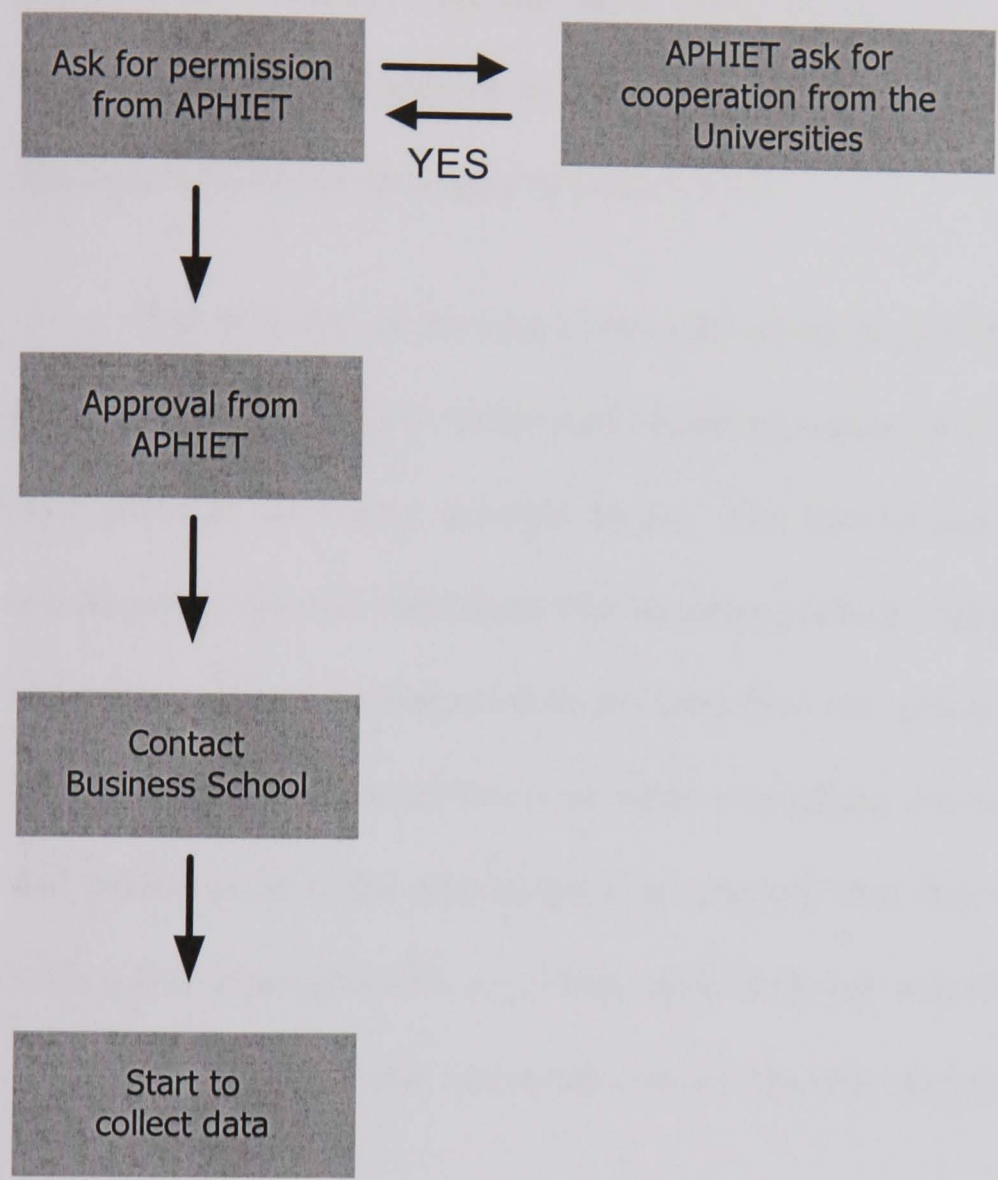 Ask for permission
from APHIET
APHIET ask for
cooperation from the
Universities
YES
Approval from
APHIET
Contact
Business School
Start to
collect data